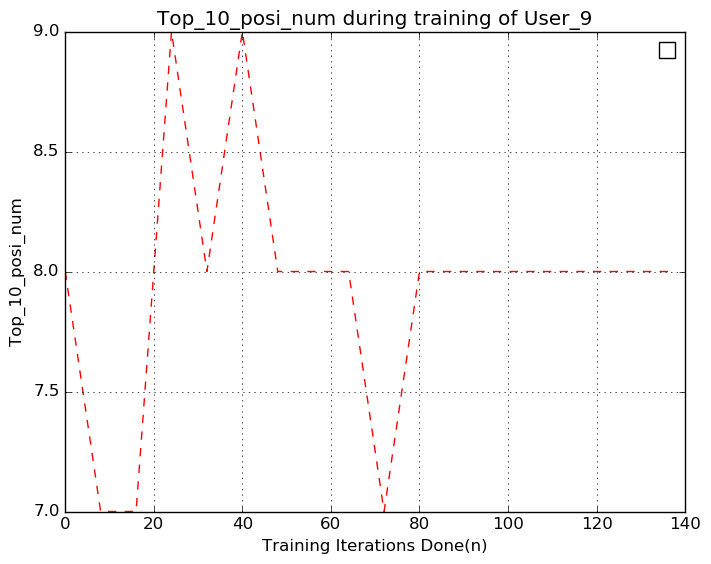 Top_10_posi_num during training of User_9
9.0
8.5
8.0
7.5
7.0
Top_10_posi_num
0 20 40 60 80 100 120 140
Training Iterations Done(n)